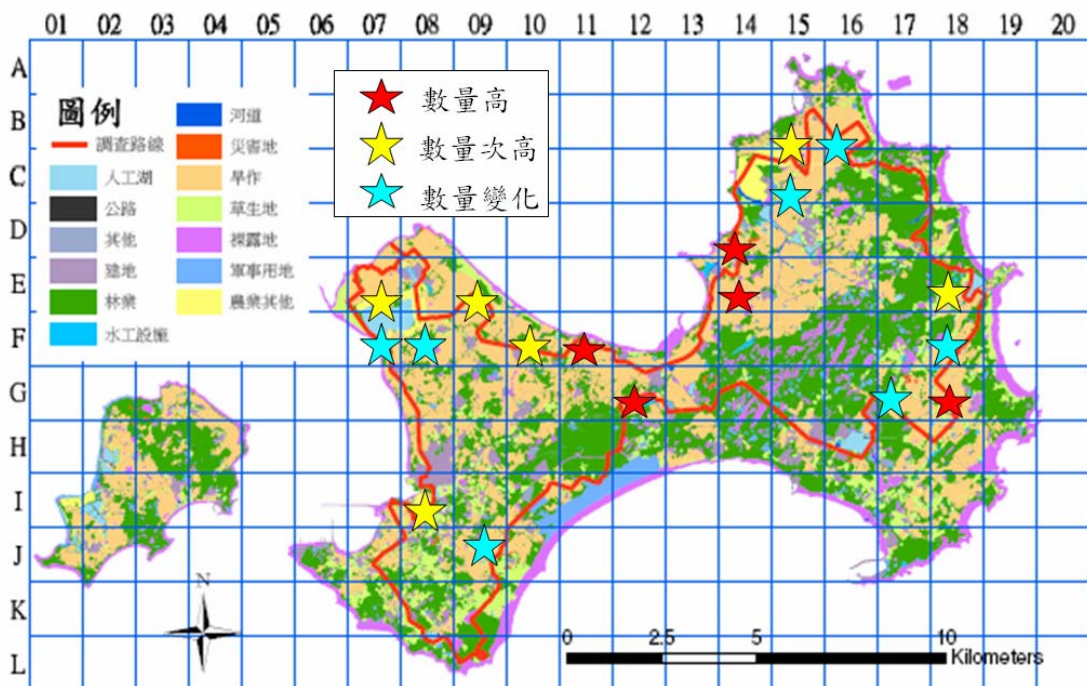 01 02 03 04 05 06 07 08 09 10 11 12 13 14 15 16 17 18 19 20
A
B
C
D
E
F
G
H
I
J
K
L
圖例
調查路線
人工湖
公路
其他
建地
林業
水工設施
河道
災害地
旱作
草生地
裸露地
軍事用地
農業其他
數量高
數量次高
數量變化
N
0 2.5 5 10
Kilometers